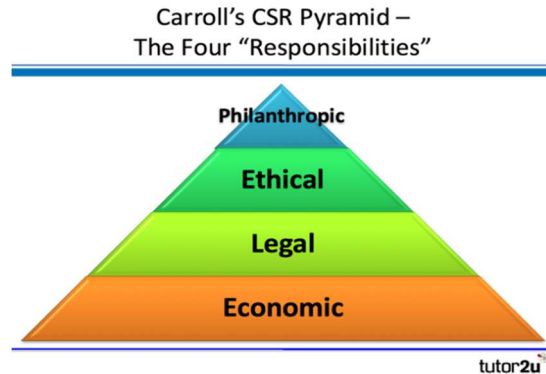 Carroll’s CSR Pyramid –
The Four “Responsibilities”
Philanthropic
Ethical
Legal
Economic
tutor2u